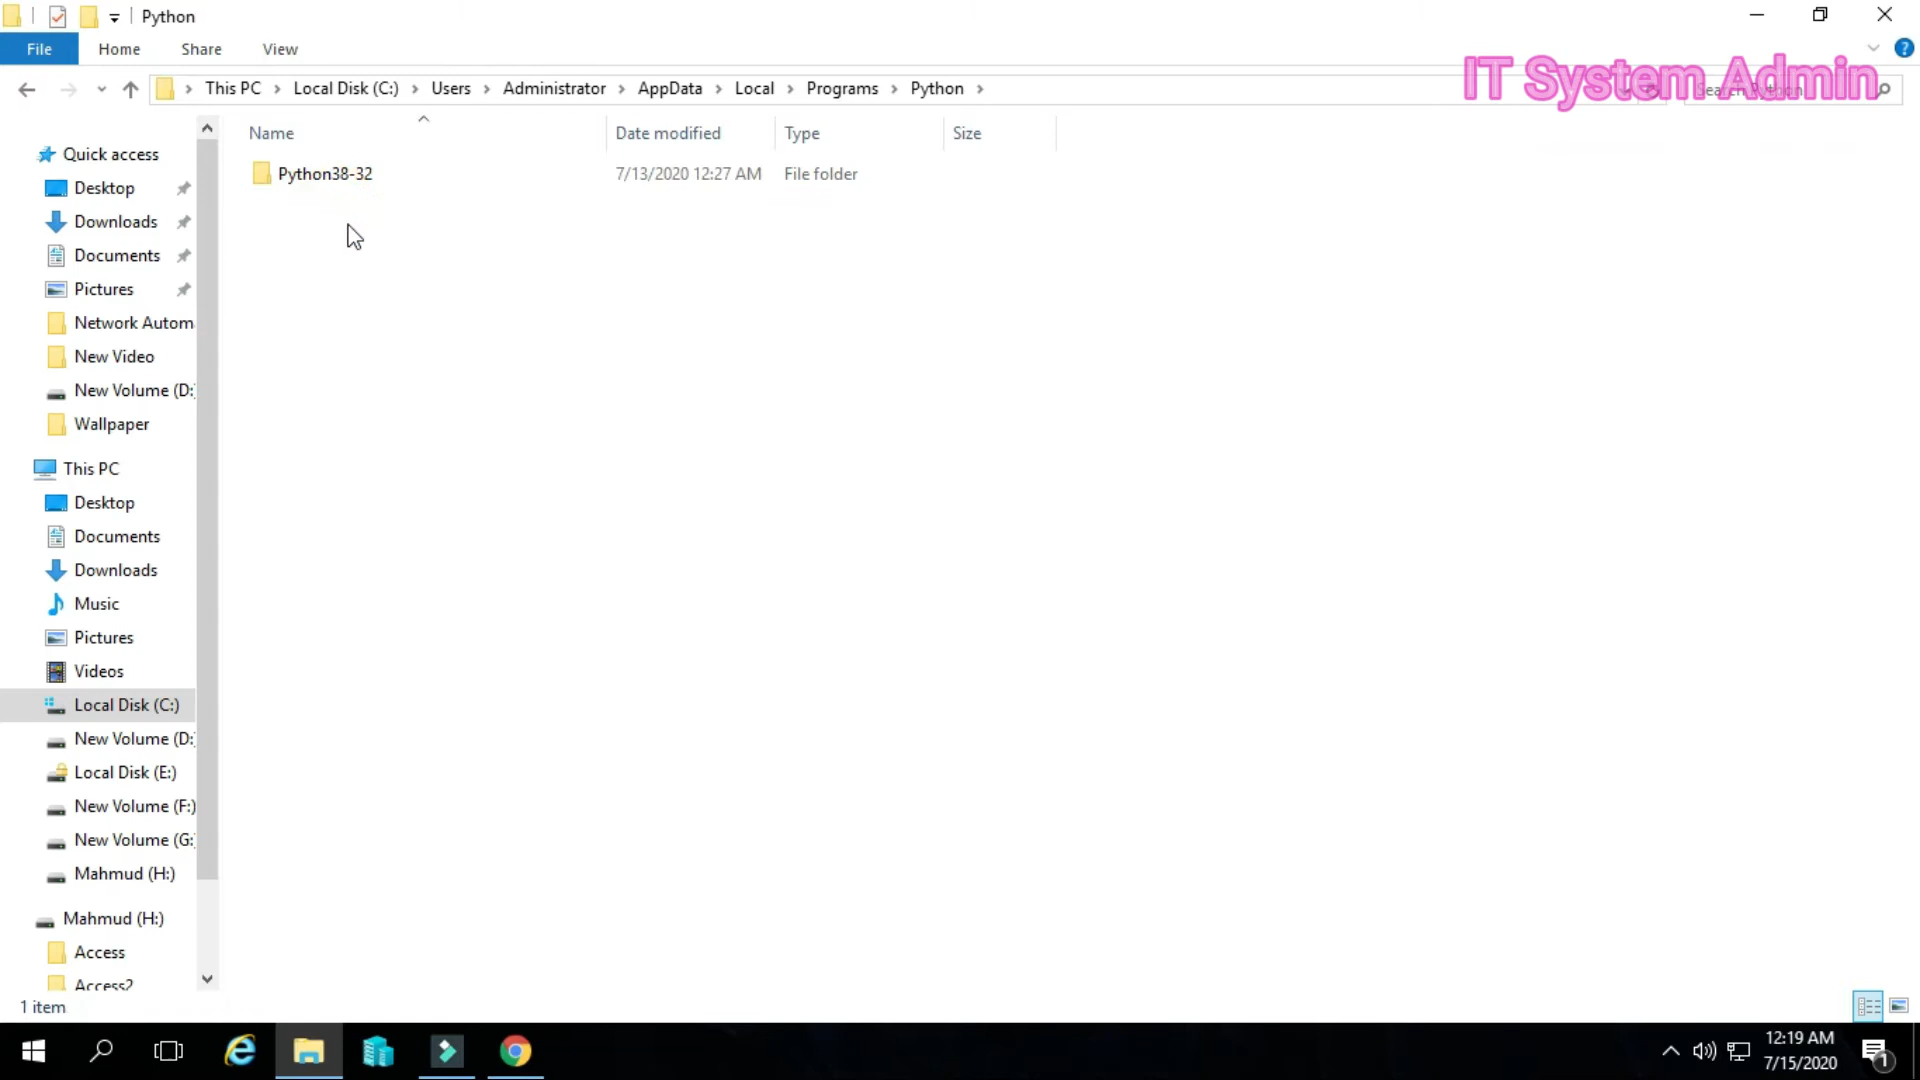 Python
File Home Share View
This PC Local Disk (C:) Users Administrator AppData Local Programs Python
IT System Admin
Name Date modified Type Size
Python38-32 7/13/2020 12:27 AM File folder
Quick access
Desktop
Downloads
Documents
Pictures
Network Autom
New Video
New Volume (D:
Wallpaper
This PC
Desktop
Documents
Downloads
Music
Pictures
Videos
Local Disk (C:)
New Volume (D:
Local Disk (E:)
New Volume (F:)
New Volume (G:
Mahmud (H:)
Mahmud (H:)
Access
Access2
1 item
12:19 AM
7/15/2020
1